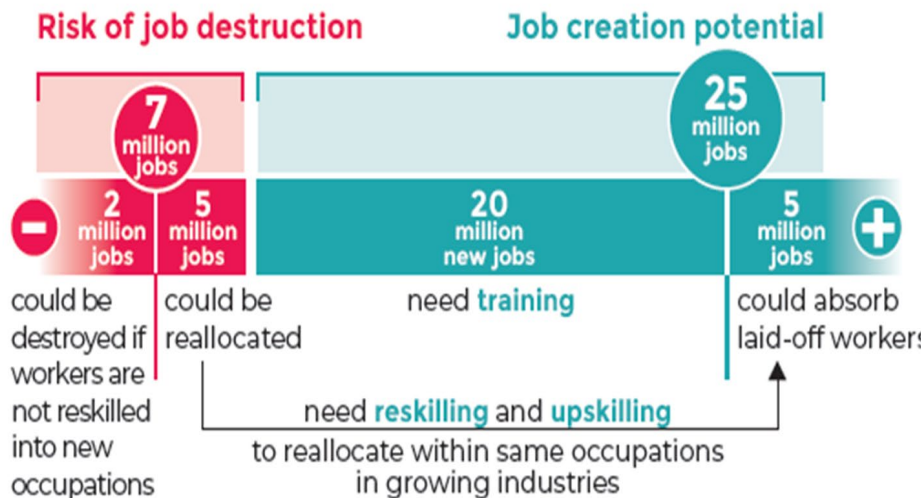 Risk of job destruction
Job creation potential
7
million
jobs
25
million
jobs
2
million
jobs
5
million
jobs
20
million
new jobs
5
million
jobs
could be
destroyed if
workers are
not reskilled
into new
occupations
could be
reallocated
need training
could absorb
laid-off workers
need reskilling and upskilling
to reallocate within same occupations
in growing industries